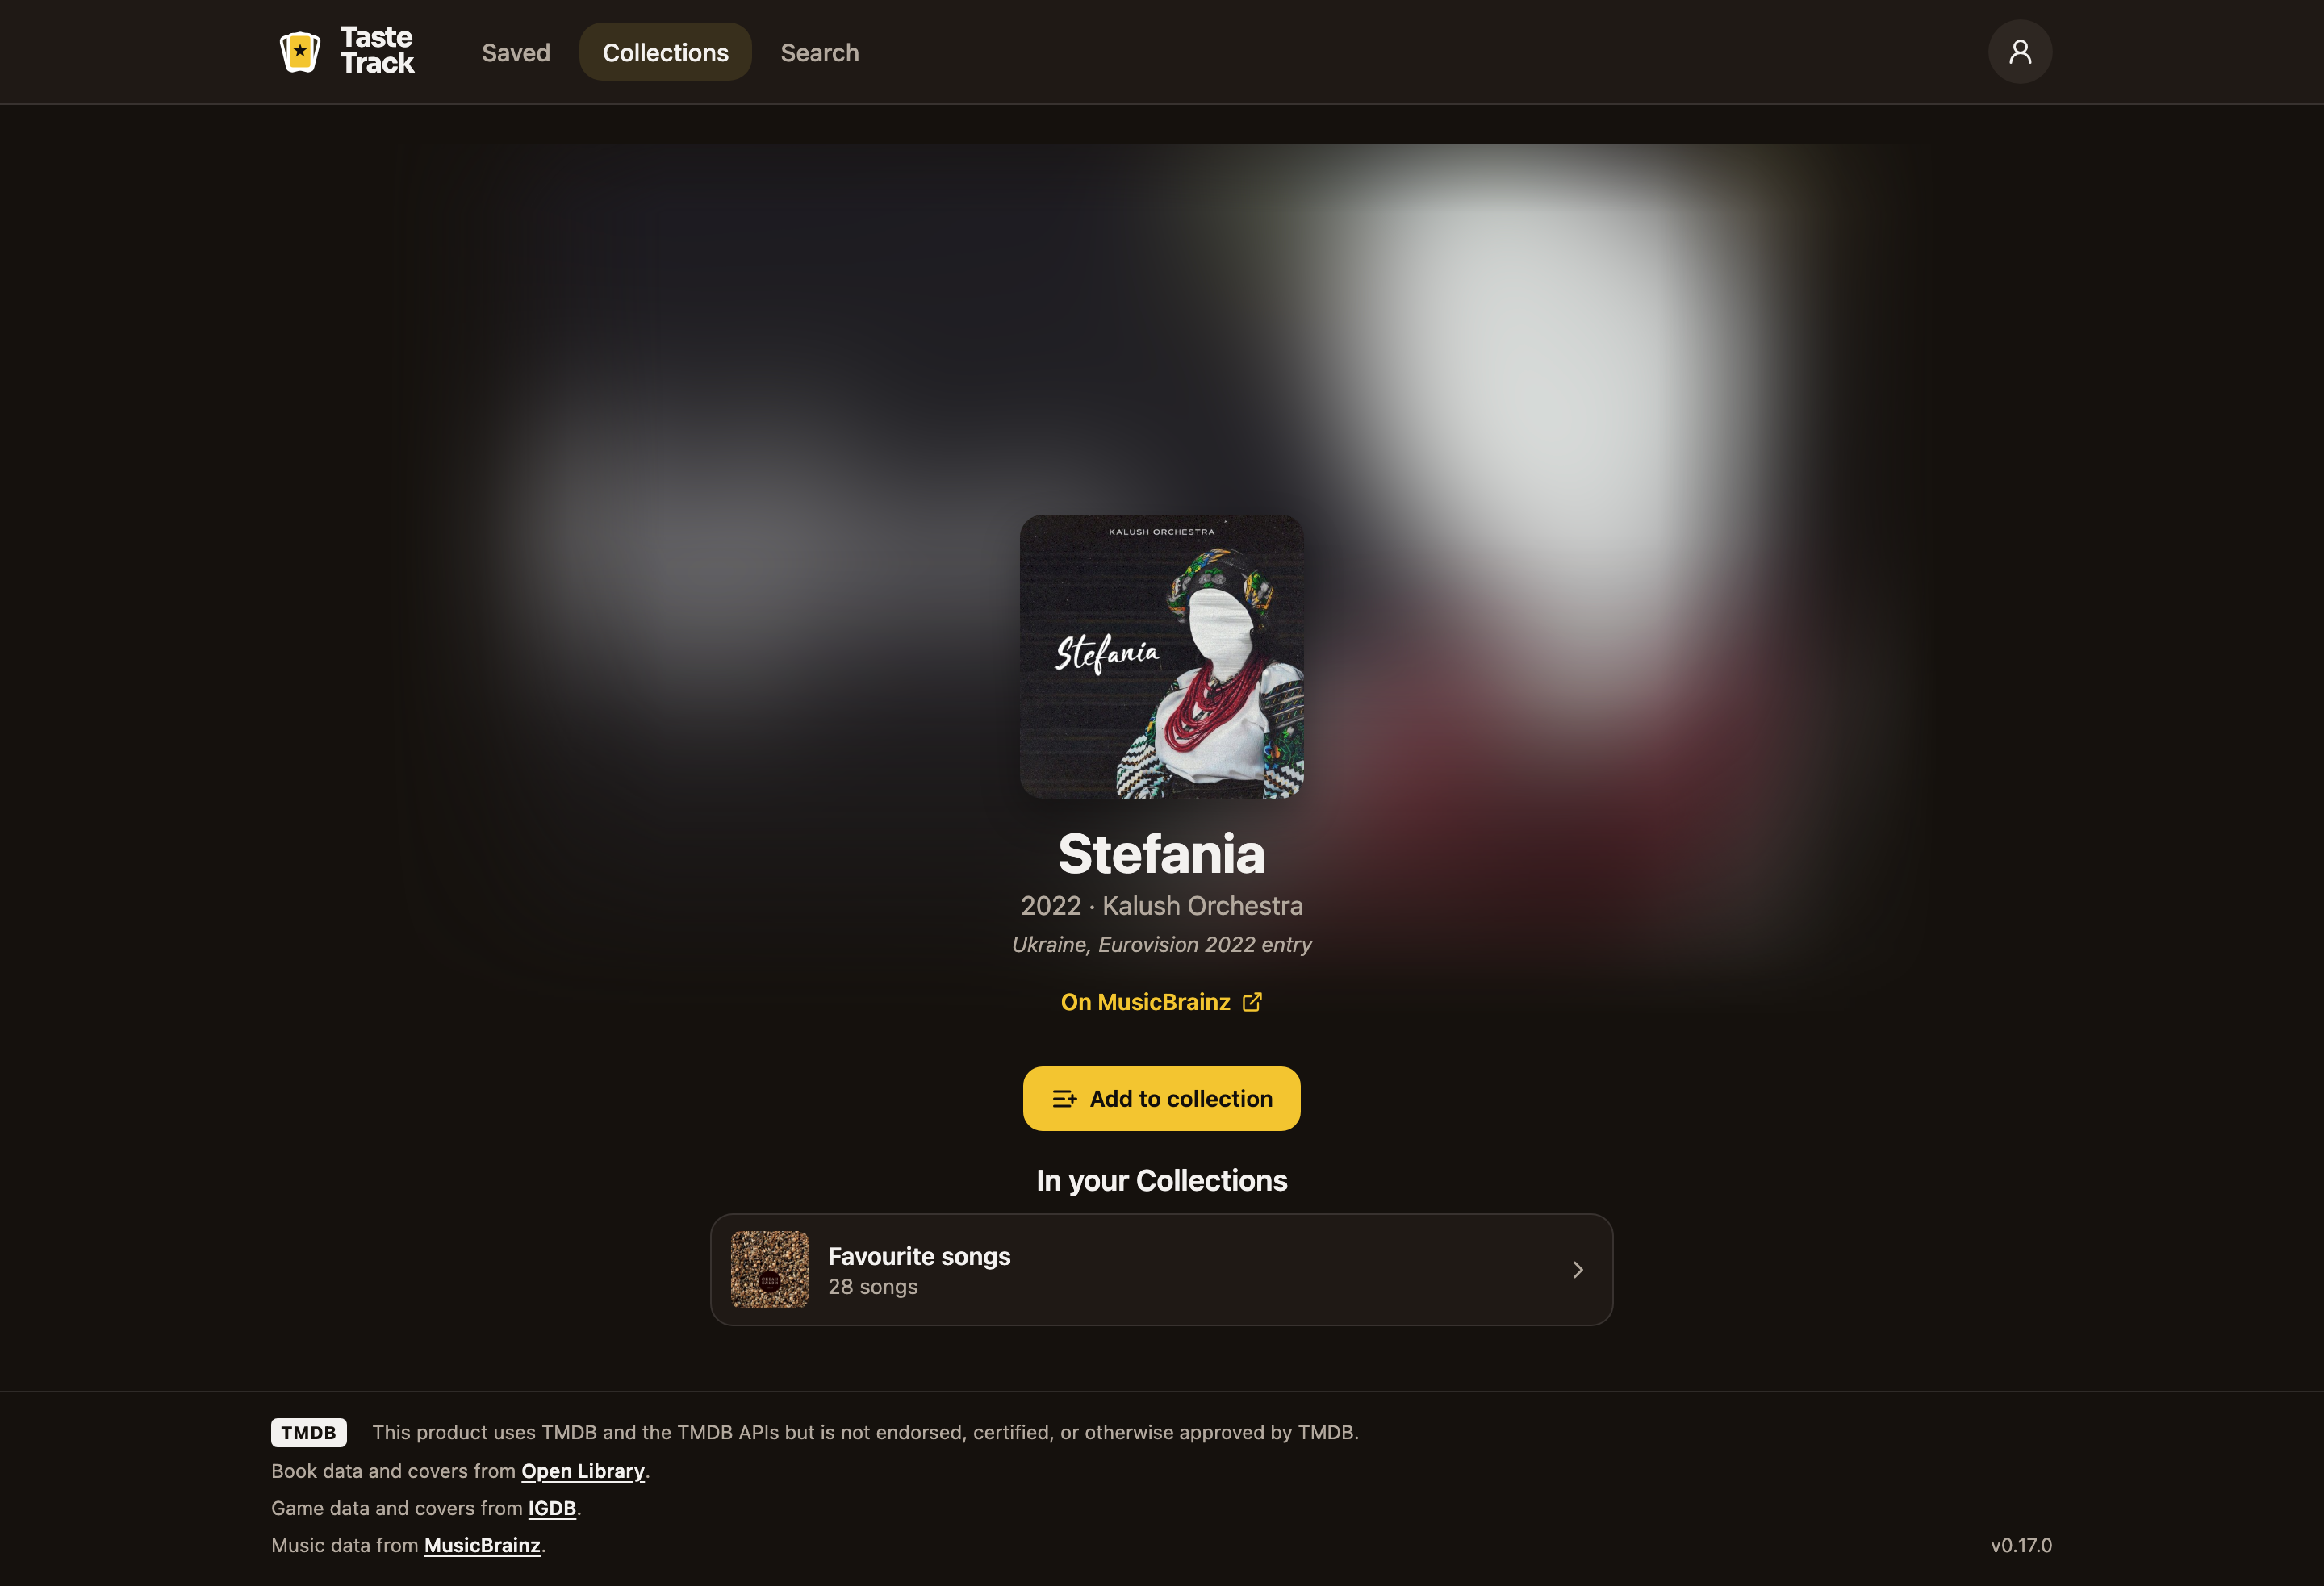 Taste
Track
Saved
Collections
Search
KALUSH ORCHESTRA
Stefania
Stefania
2022 · Kalush Orchestra
Ukraine, Eurovision 2022 entry
On MusicBrainz
Add to collection
In your Collections
Favourite songs
28 songs
TMDB This product uses TMDB and the TMDB APIs but is not endorsed, certified, or otherwise approved by TMDB.
Book data and covers from Open Library.
Game data and covers from IGDB.
Music data from MusicBrainz.
v0.17.0